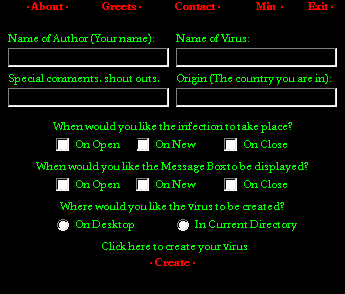 · About · Greets · Contact · Min · Exit ·
Name of Author (Your name): Name of Virus:
Special comments, shout outs. Origin (The country you are in):
When would you like the infection to take place?
On Open On New On Close
When would you like the Message Box to be displayed?
On Open On New On Close
Where would you like the virus to be created?
On Desktop In Current Directory
Click here to create your virus
· Create ·